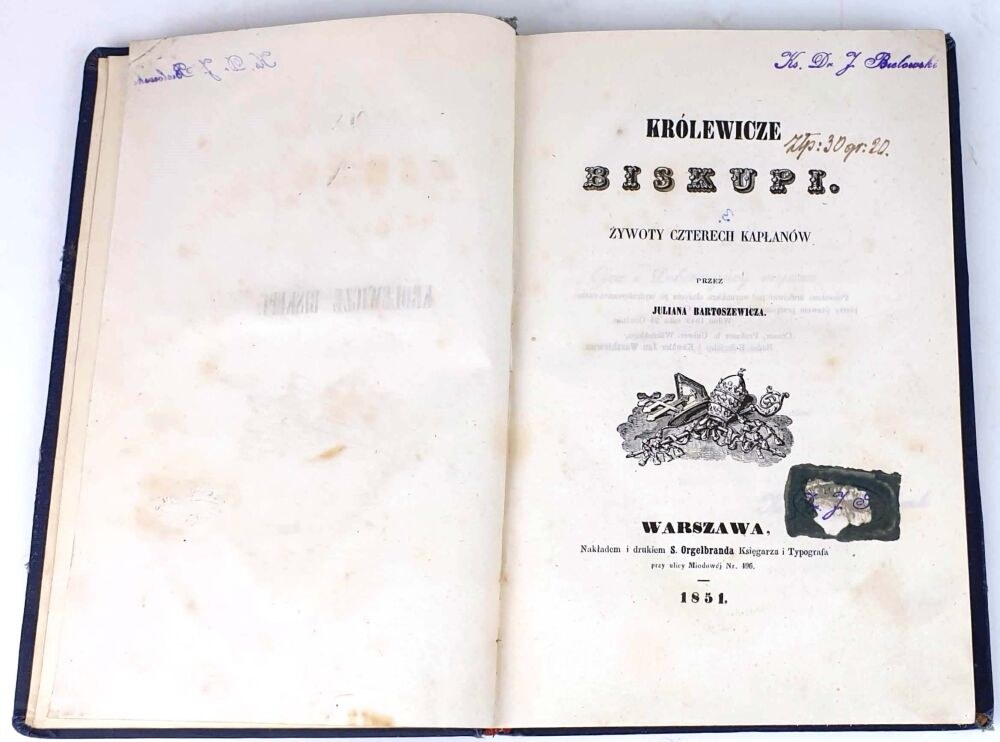 Ks. Dr J. Bielowski
KRÓLEWICZE
Złp: 30 gr: 20.
BISKUPI.
ŻYWOTY CZTERECH KAPŁANÓW
PRZEZ
JULIANA BARTOSZEWICZA.
WARSZAWA,
Nakładem i drukiem S. Orgelbranda Księgarza i Typografa
przy ulicy Miodowéj Nr. 496.
1851.